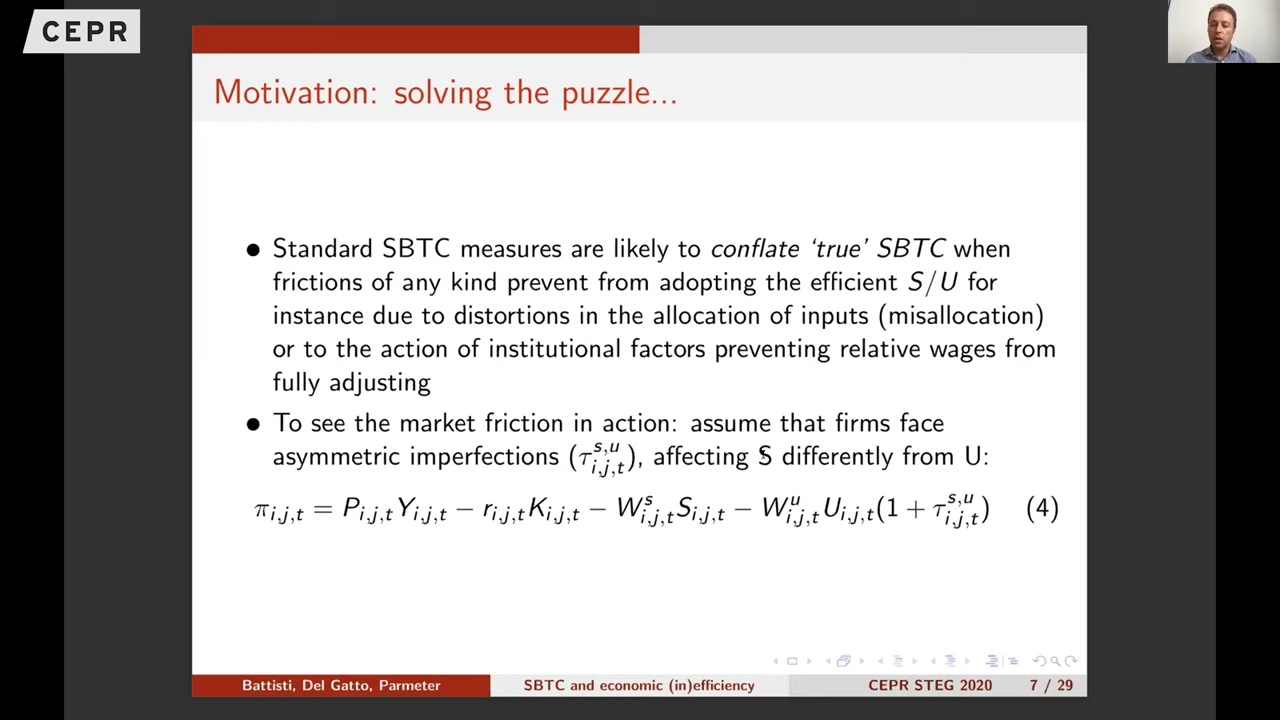 CEPR
Motivation: solving the puzzle...
● Standard SBTC measures are likely to conflate ‘true’ SBTC when
frictions of any kind prevent from adopting the efficient S/U for
instance due to distortions in the allocation of inputs (misallocation)
or to the action of institutional factors preventing relative wages from
fully adjusting
● To see the market friction in action: assume that firms face
asymmetric imperfections (τ^{s,u}_{i,j,t}), affecting S differently from U:
π_{i,j,t} = P_{i,j,t}Y_{i,j,t} − r_{i,j,t}K_{i,j,t} − W^s_{i,j,t}S_{i,j,t} − W^u_{i,j,t}U_{i,j,t}(1 + τ^{s,u}_{i,j,t}) (4)
Battisti, Del Gatto, Parmeter SBTC and economic (in)efficiency CEPR STEG 2020 7 / 29